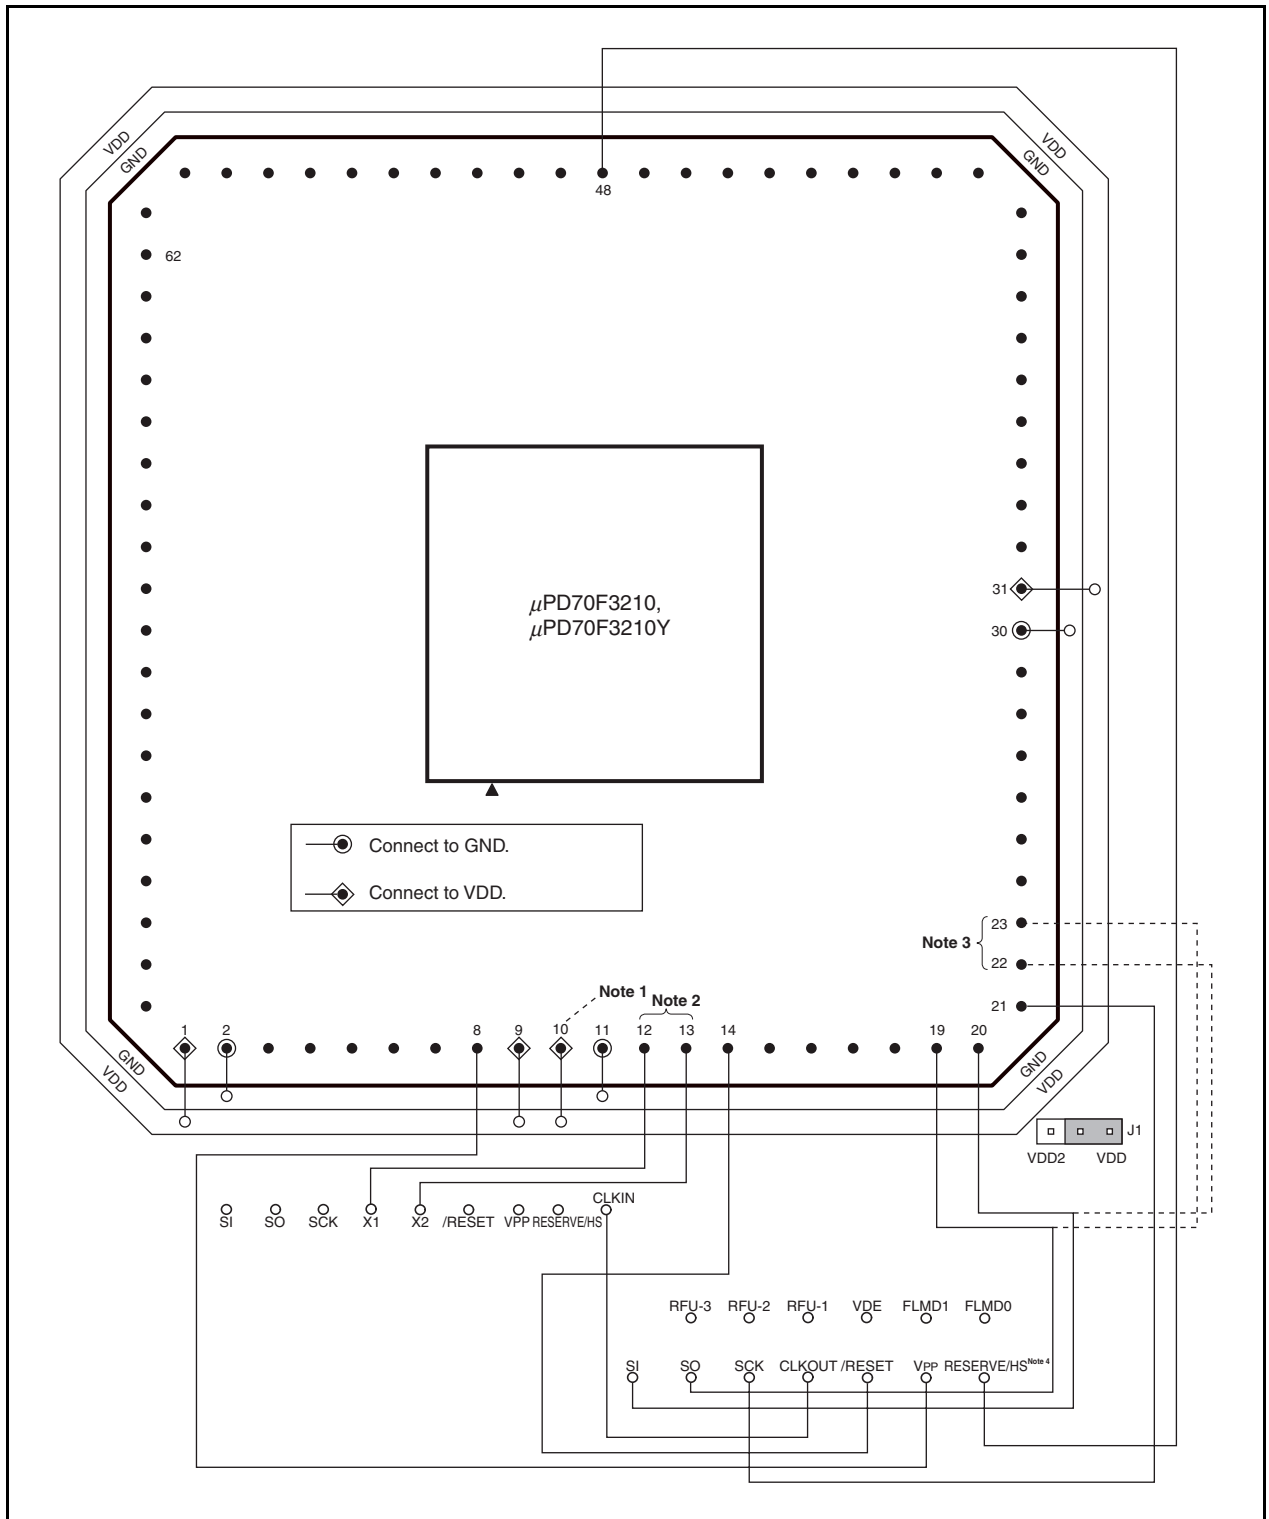 VDD
GND
VDD
GND
48
62
31
30
μPD70F3210,
μPD70F3210Y
Connect to GND.
Connect to VDD.
23
Note 3
22
21
Note 1
Note 2
1 2 8 9 10 11 12 13 14 19 20
GND
VDD
GND
VDD
J1
VDD2 VDD
CLKIN
SI SO SCK X1 X2 /RESET VPP RESERVE/HS
RFU-3 RFU-2 RFU-1 VDE FLMD1 FLMD0
SI SO SCK CLKOUT /RESET VPP RESERVE/HS Note 4